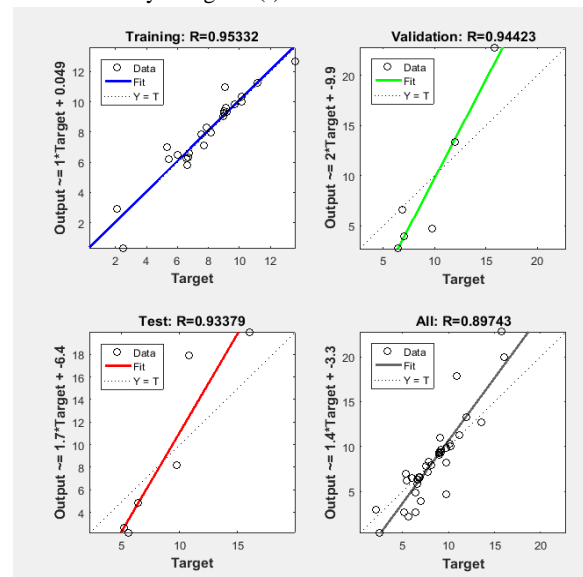 Training: R=0.95332
Output ~= 1*Target + 0.049
Data
Fit
Y = T
12
10
8
6
4
2
2 4 6 8 10 12
Target
Validation: R=0.94423
Output ~= 2*Target + -9.9
Data
Fit
Y = T
20
15
10
5
5 10 15 20
Target
Test: R=0.93379
Output ~= 1.7*Target + -6.4
Data
Fit
Y = T
18
16
14
12
10
8
6
4
5 10 15
Target
All: R=0.89743
Output ~= 1.4*Target + -3.3
Data
Fit
Y = T
20
15
10
5
5 10 15 20
Target